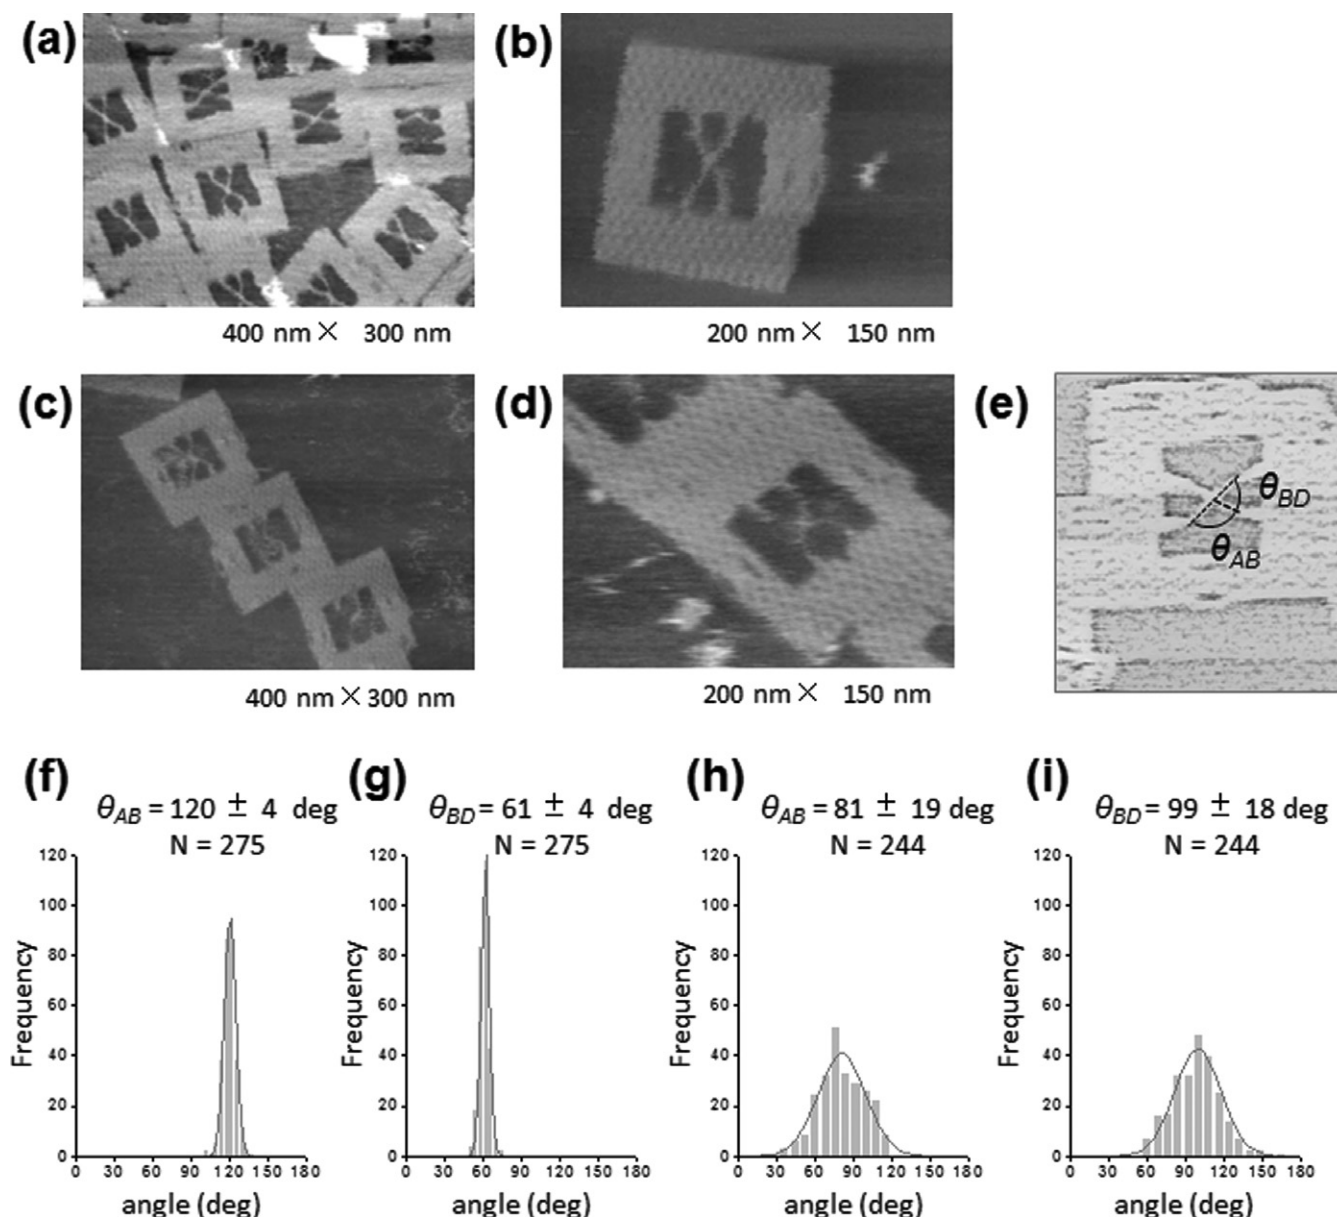 (a)
(b)
400 nm × 300 nm
200 nm × 150 nm
(c)
(d)
(e)
θBD
θAB
400 nm × 300 nm
200 nm × 150 nm
(f)
(g)
(h)
(i)
θAB = 120 ± 4 deg
N = 275
θBD = 61 ± 4 deg
N = 275
θAB = 81 ± 19 deg
N = 244
θBD = 99 ± 18 deg
N = 244
Frequency
120
100
80
60
40
20
0
0 30 60 90 120 150 180
angle (deg)
Frequency
120
100
80
60
40
20
0
0 30 60 90 120 150 180
angle (deg)
Frequency
120
100
80
60
40
20
0
0 30 60 90 120 150 180
angle (deg)
Frequency
120
100
80
60
40
20
0
0 30 60 90 120 150 180
angle (deg)